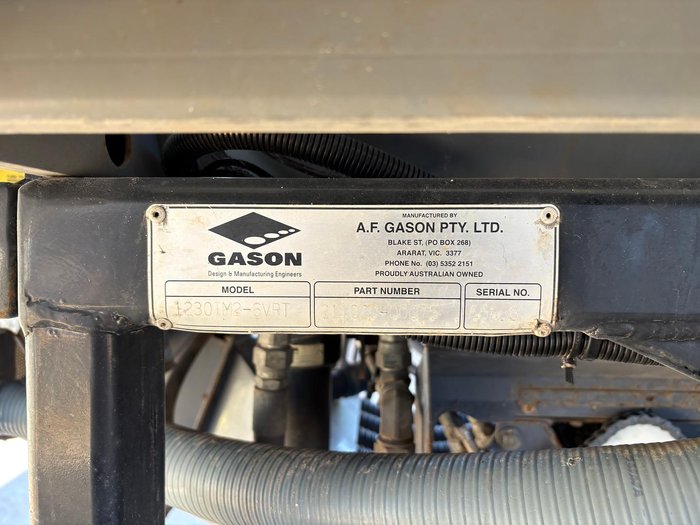 GASON
Design & Manufacturing Engineers
MANUFACTURED BY
A.F. GASON PTY. LTD.
BLAKE ST, (PO BOX 268)
ARARAT, VIC. 3377
PHONE No. (03) 5352 2151
PROUDLY AUSTRALIAN OWNED
MODEL
PART NUMBER
SERIAL NO.